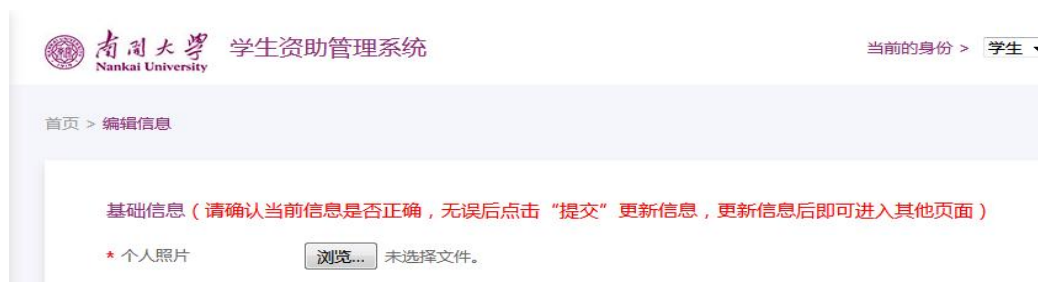 南开大学 学生资助管理系统 当前的身份 > 学生
Nankai University
首页 > 编辑信息
基础信息(请确认当前信息是否正确,无误后点击“提交”更新信息,更新信息后即可进入其他页面)
* 个人照片 浏览... 未选择文件。